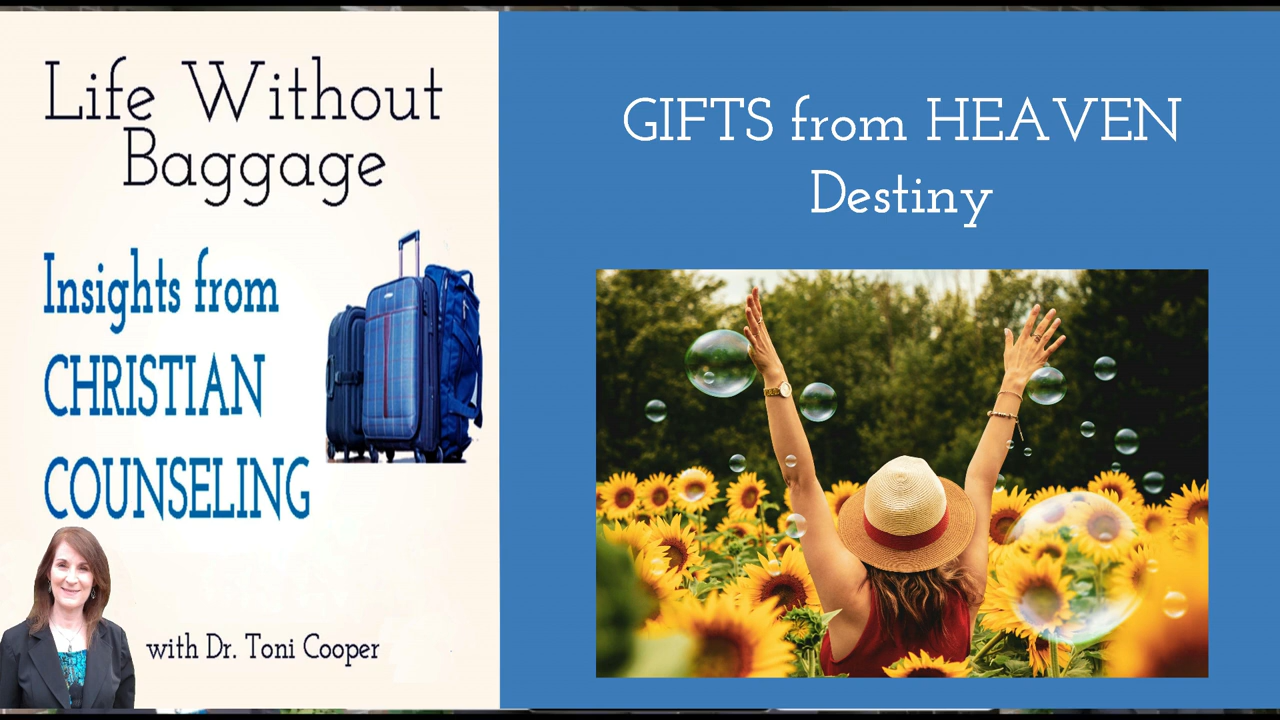 Life Without
Baggage
Insights from
CHRISTIAN
COUNSELING
with Dr. Toni Cooper
GIFTS from HEAVEN
Destiny